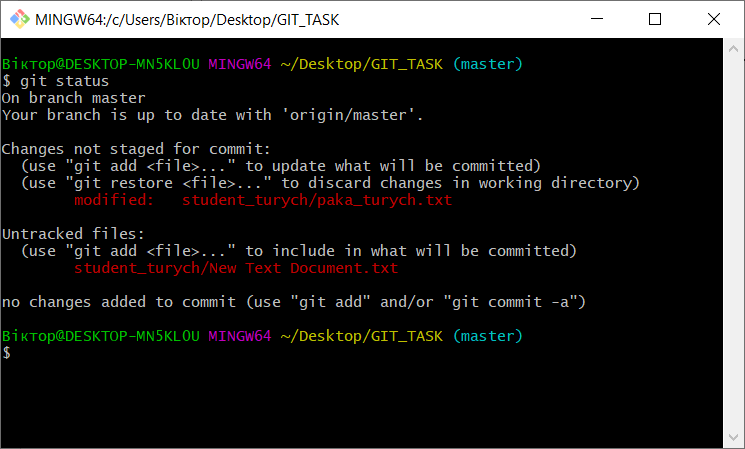 MINGW64:/c/Users/Віктор/Desktop/GIT_TASK
Віктор@DESKTOP-MN5KL0U MINGW64 ~/Desktop/GIT_TASK (master)
$ git status
On branch master
Your branch is up to date with 'origin/master'.
Changes not staged for commit:
  (use "git add <file>..." to update what will be committed)
  (use "git restore <file>..." to discard changes in working directory)
        modified:   student_turych/paka_turych.txt
Untracked files:
  (use "git add <file>..." to include in what will be committed)
        student_turych/New Text Document.txt
no changes added to commit (use "git add" and/or "git commit -a")
Віктор@DESKTOP-MN5KL0U MINGW64 ~/Desktop/GIT_TASK (master)
$